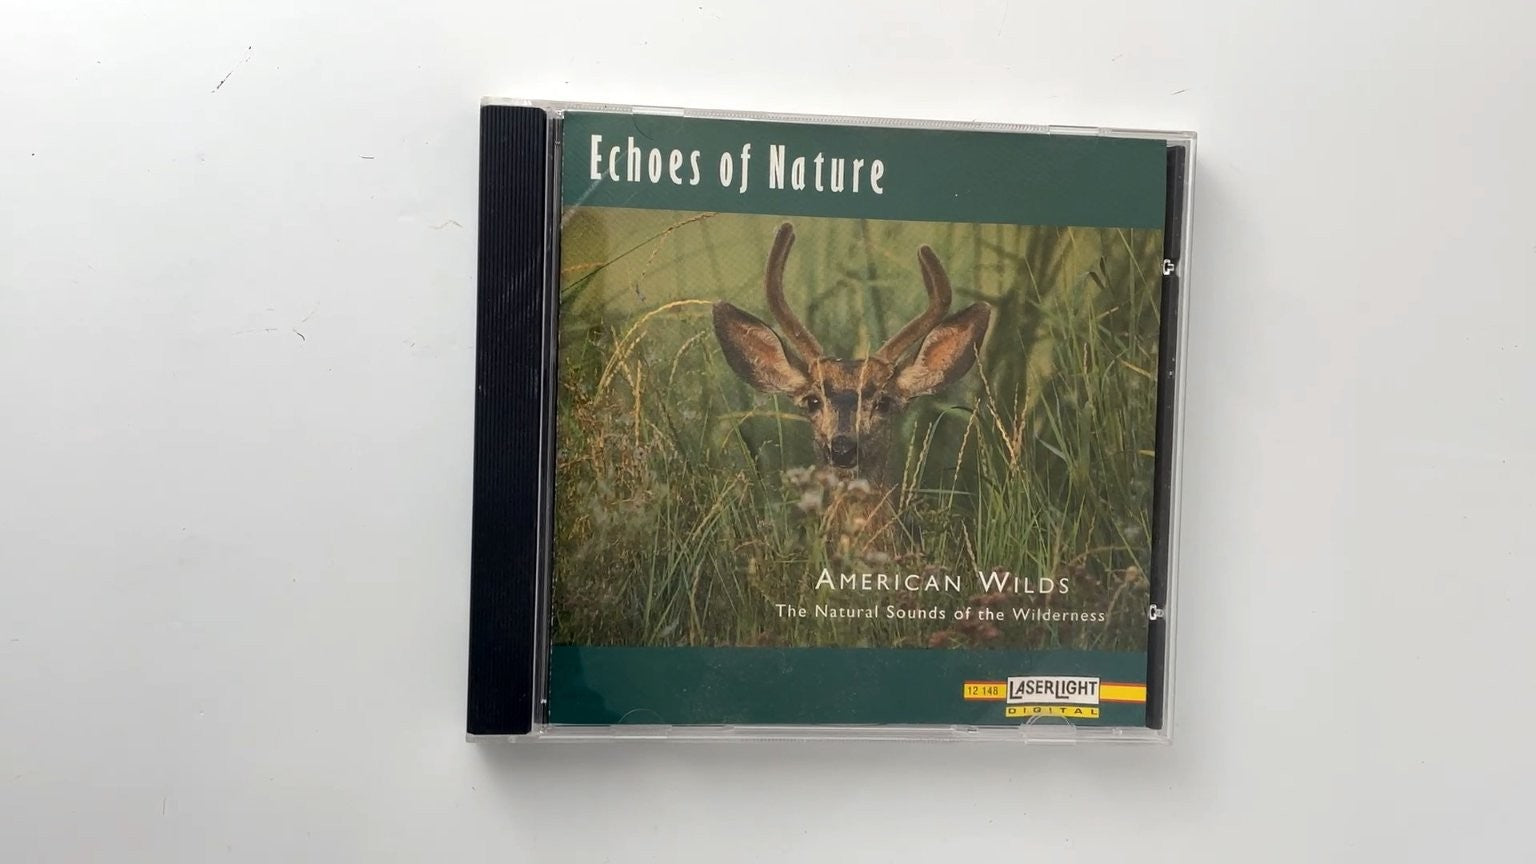 Echoes of Nature
AMERICAN WILDS
The Natural Sounds of the Wilderness
12 148 LASERLIGHT
DIGITAL